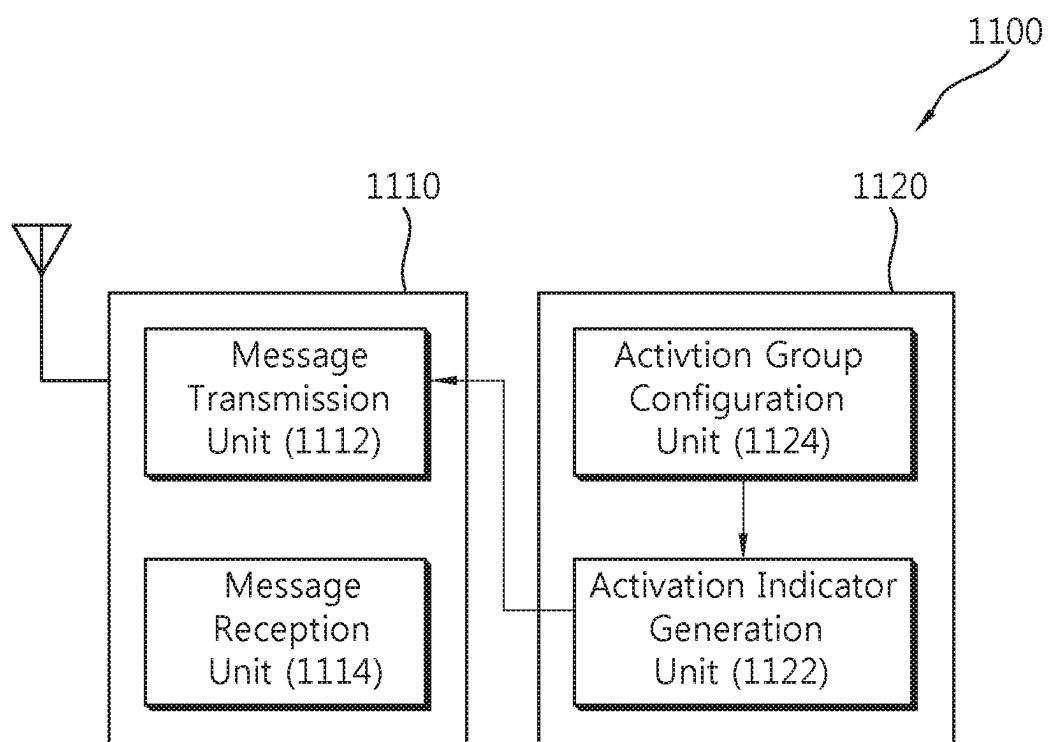 1100
1110
1120
Message
Transmission
Unit (1112)
Activtion Group
Configuration
Unit (1124)
Message
Reception
Unit (1114)
Activation Indicator
Generation
Unit (1122)